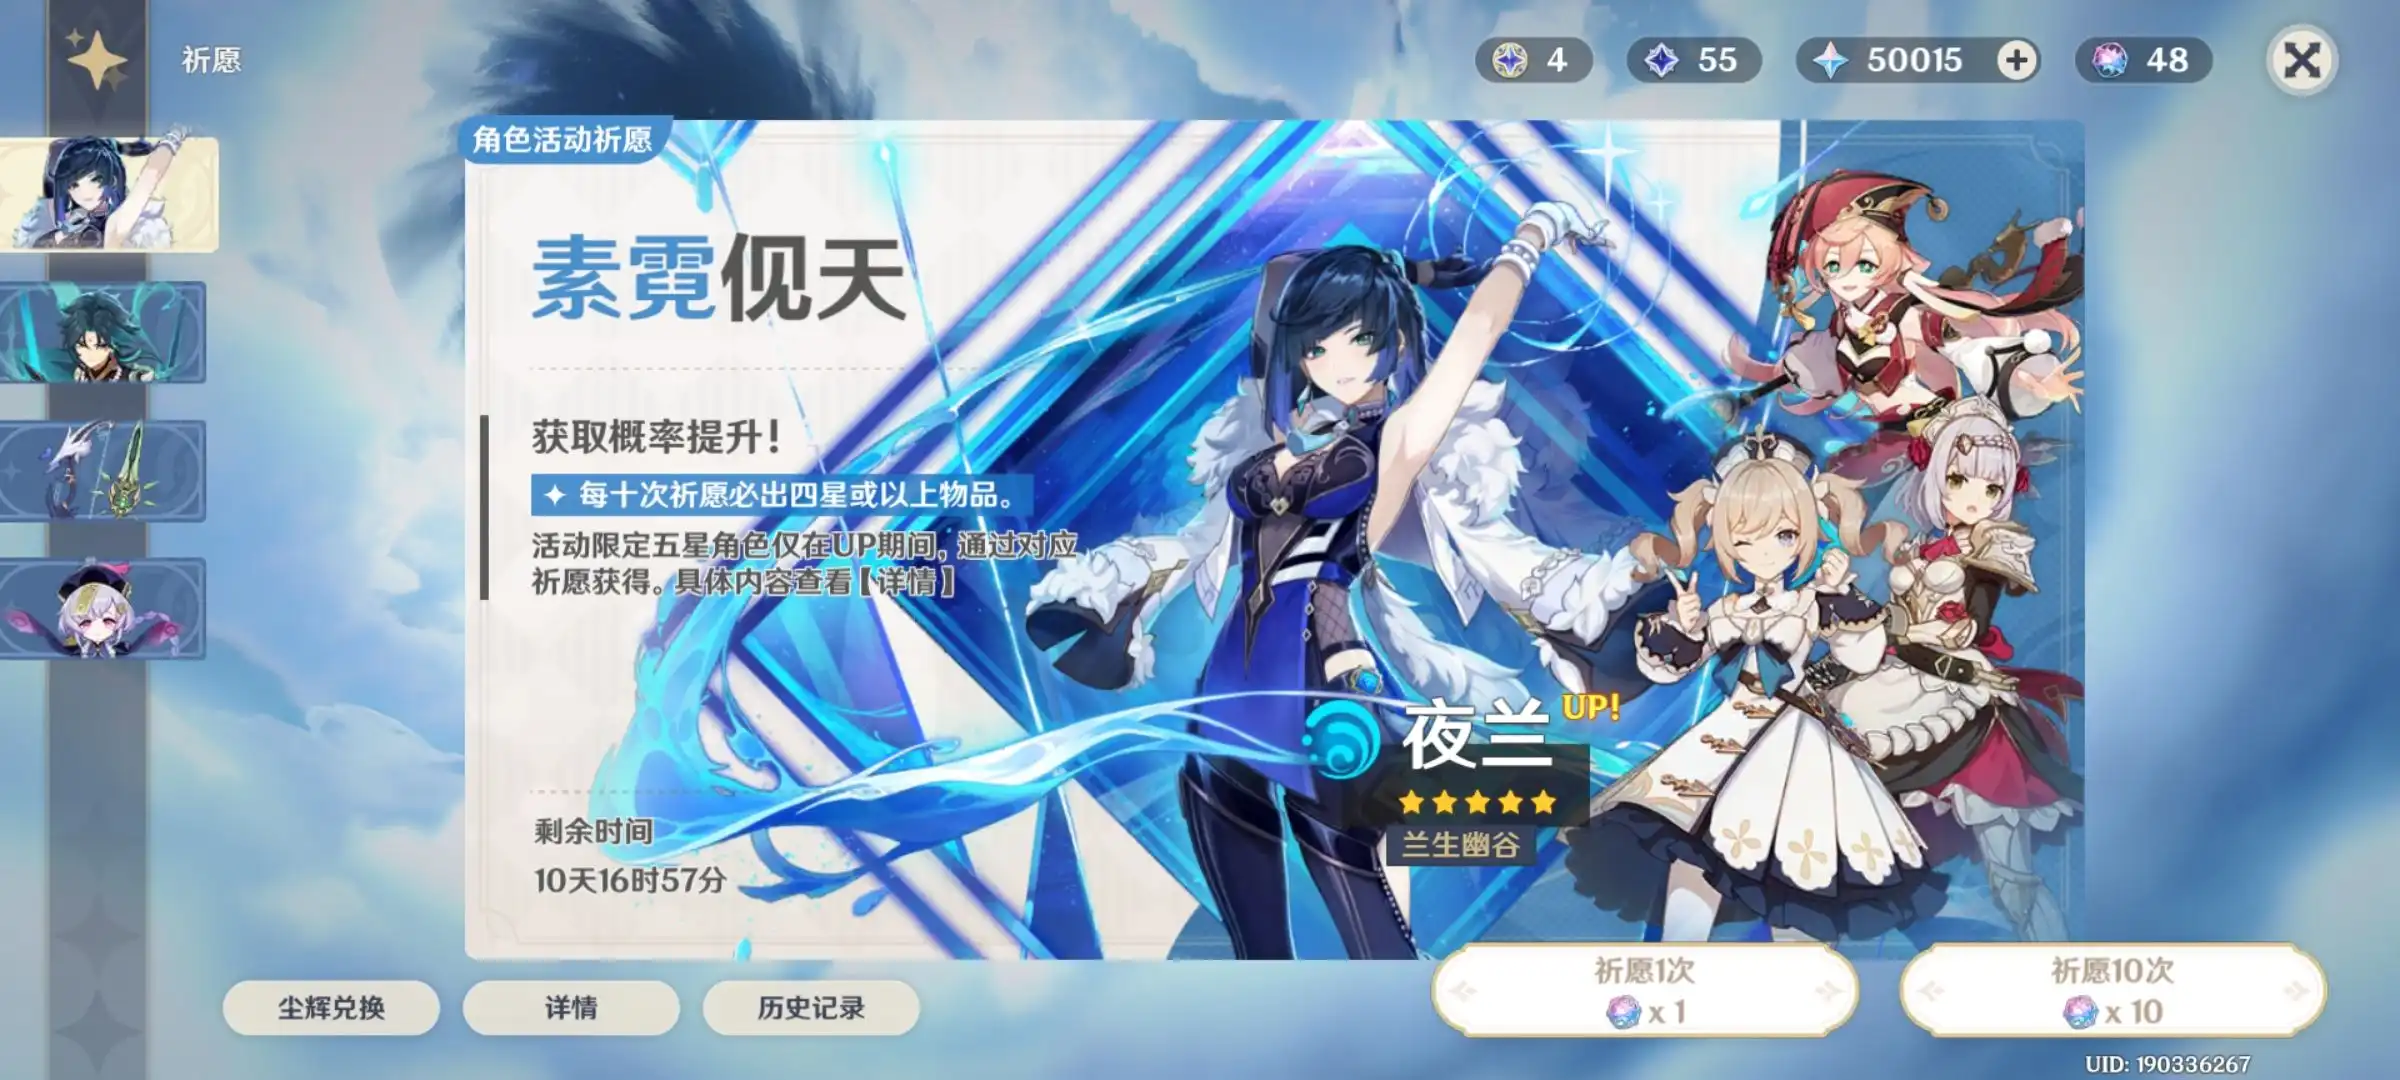 祈愿
4
55
50015
48
角色活动祈愿
素霓伣天
获取概率提升!
每十次祈愿必出四星或以上物品。
活动限定五星角色仅在UP期间, 通过对应
祈愿获得。具体内容查看【详情】
夜兰
UP!
兰生幽谷
剩余时间
10天16时57分
尘辉兑换
详情
历史记录
祈愿1次
x 1
祈愿10次
x 10
UID: 190336267